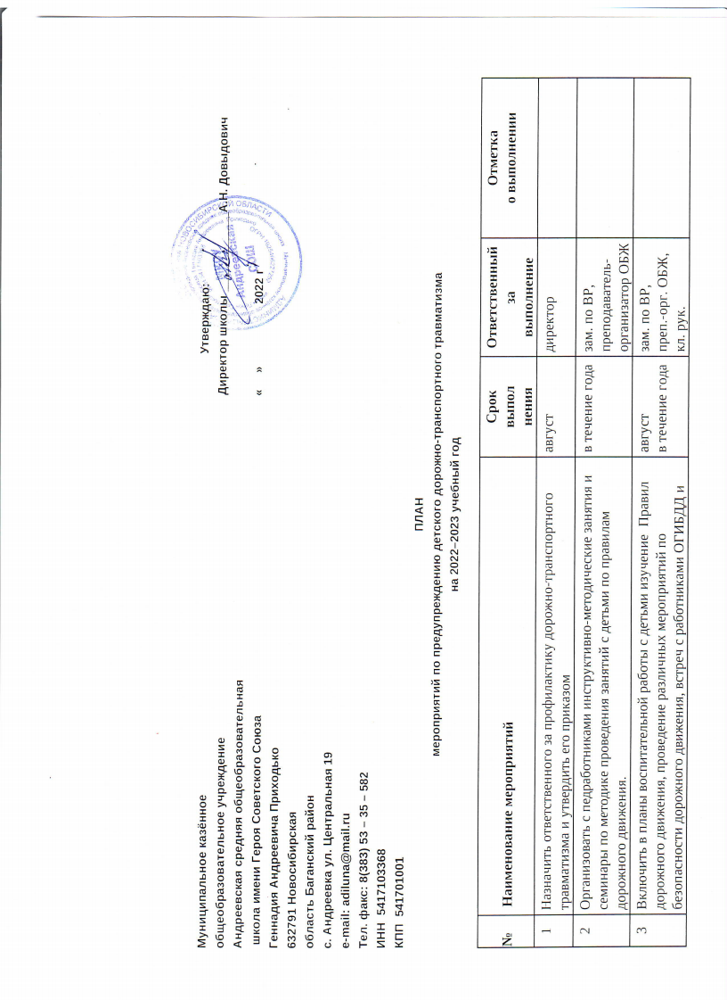 Муниципальное казённое
общеобразовательное учреждение
Андреевская средняя общеобразовательная
школа имени Героя Советского Союза
Геннадия Андреевича Приходько
632791 Новосибирская
область Баганский район
с. Андреевка ул. Центральная 19
e-mail: adiluna@mail.ru
Тел. факс: 8(383) 53 – 35 – 582
ИНН 5417103368
КПП 541701001
Утверждаю:
Директор школы А.Н. Довыдович
« » 2022 г
НОВОСИБИРСКОЙ ОБЛАСТИ
МКОУ
Андреевская
СОШ
ПЛАН
мероприятий по предупреждению детского дорожно-транспортного травматизма
на 2022–2023 учебный год
№ Наименование мероприятий Срок выпол нения Ответственный за выполнение Отметка о выполнении
1 Назначить ответственного за профилактику дорожно-транспортного август директор
травматизма и утвердить его приказом
2 Организовать с педработниками инструктивно-методические занятия и в течение года зам. по ВР,
семинары по методике проведения занятий с детьми по правилам преподаватель-
дорожного движения. организатор ОБЖ
3 Включить в планы воспитательной работы с детьми изучение Правил август зам. по ВР,
дорожного движения, проведение различных мероприятий по в течение года преп.-орг. ОБЖ,
безопасности дорожного движения, встреч с работниками ОГИБДД и кл. рук.